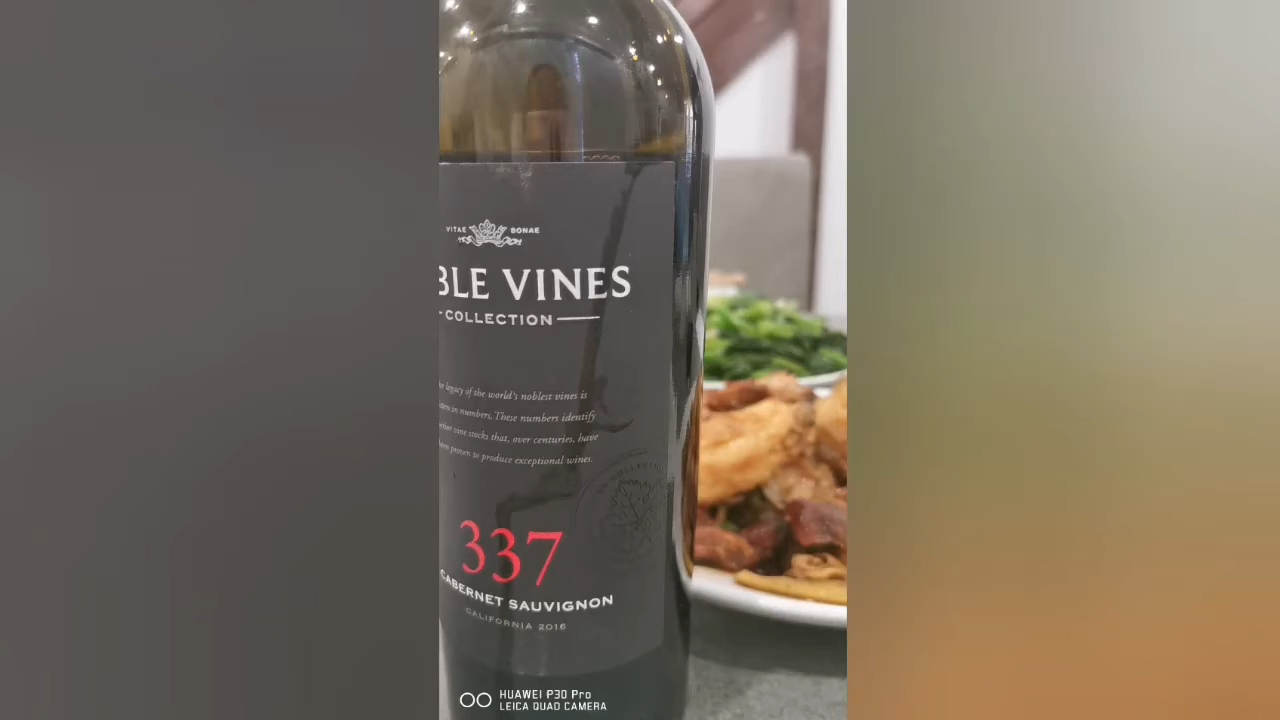 VITAE BONAE
BLE VINES
COLLECTION
legacy of the world's noblest vines is
in numbers. These numbers identify
vine stocks that, over centuries, have
proven to produce exceptional wines.
337
CABERNET SAUVIGNON
CALIFORNIA 2016
HUAWEI P30 Pro
LEICA QUAD CAMERA